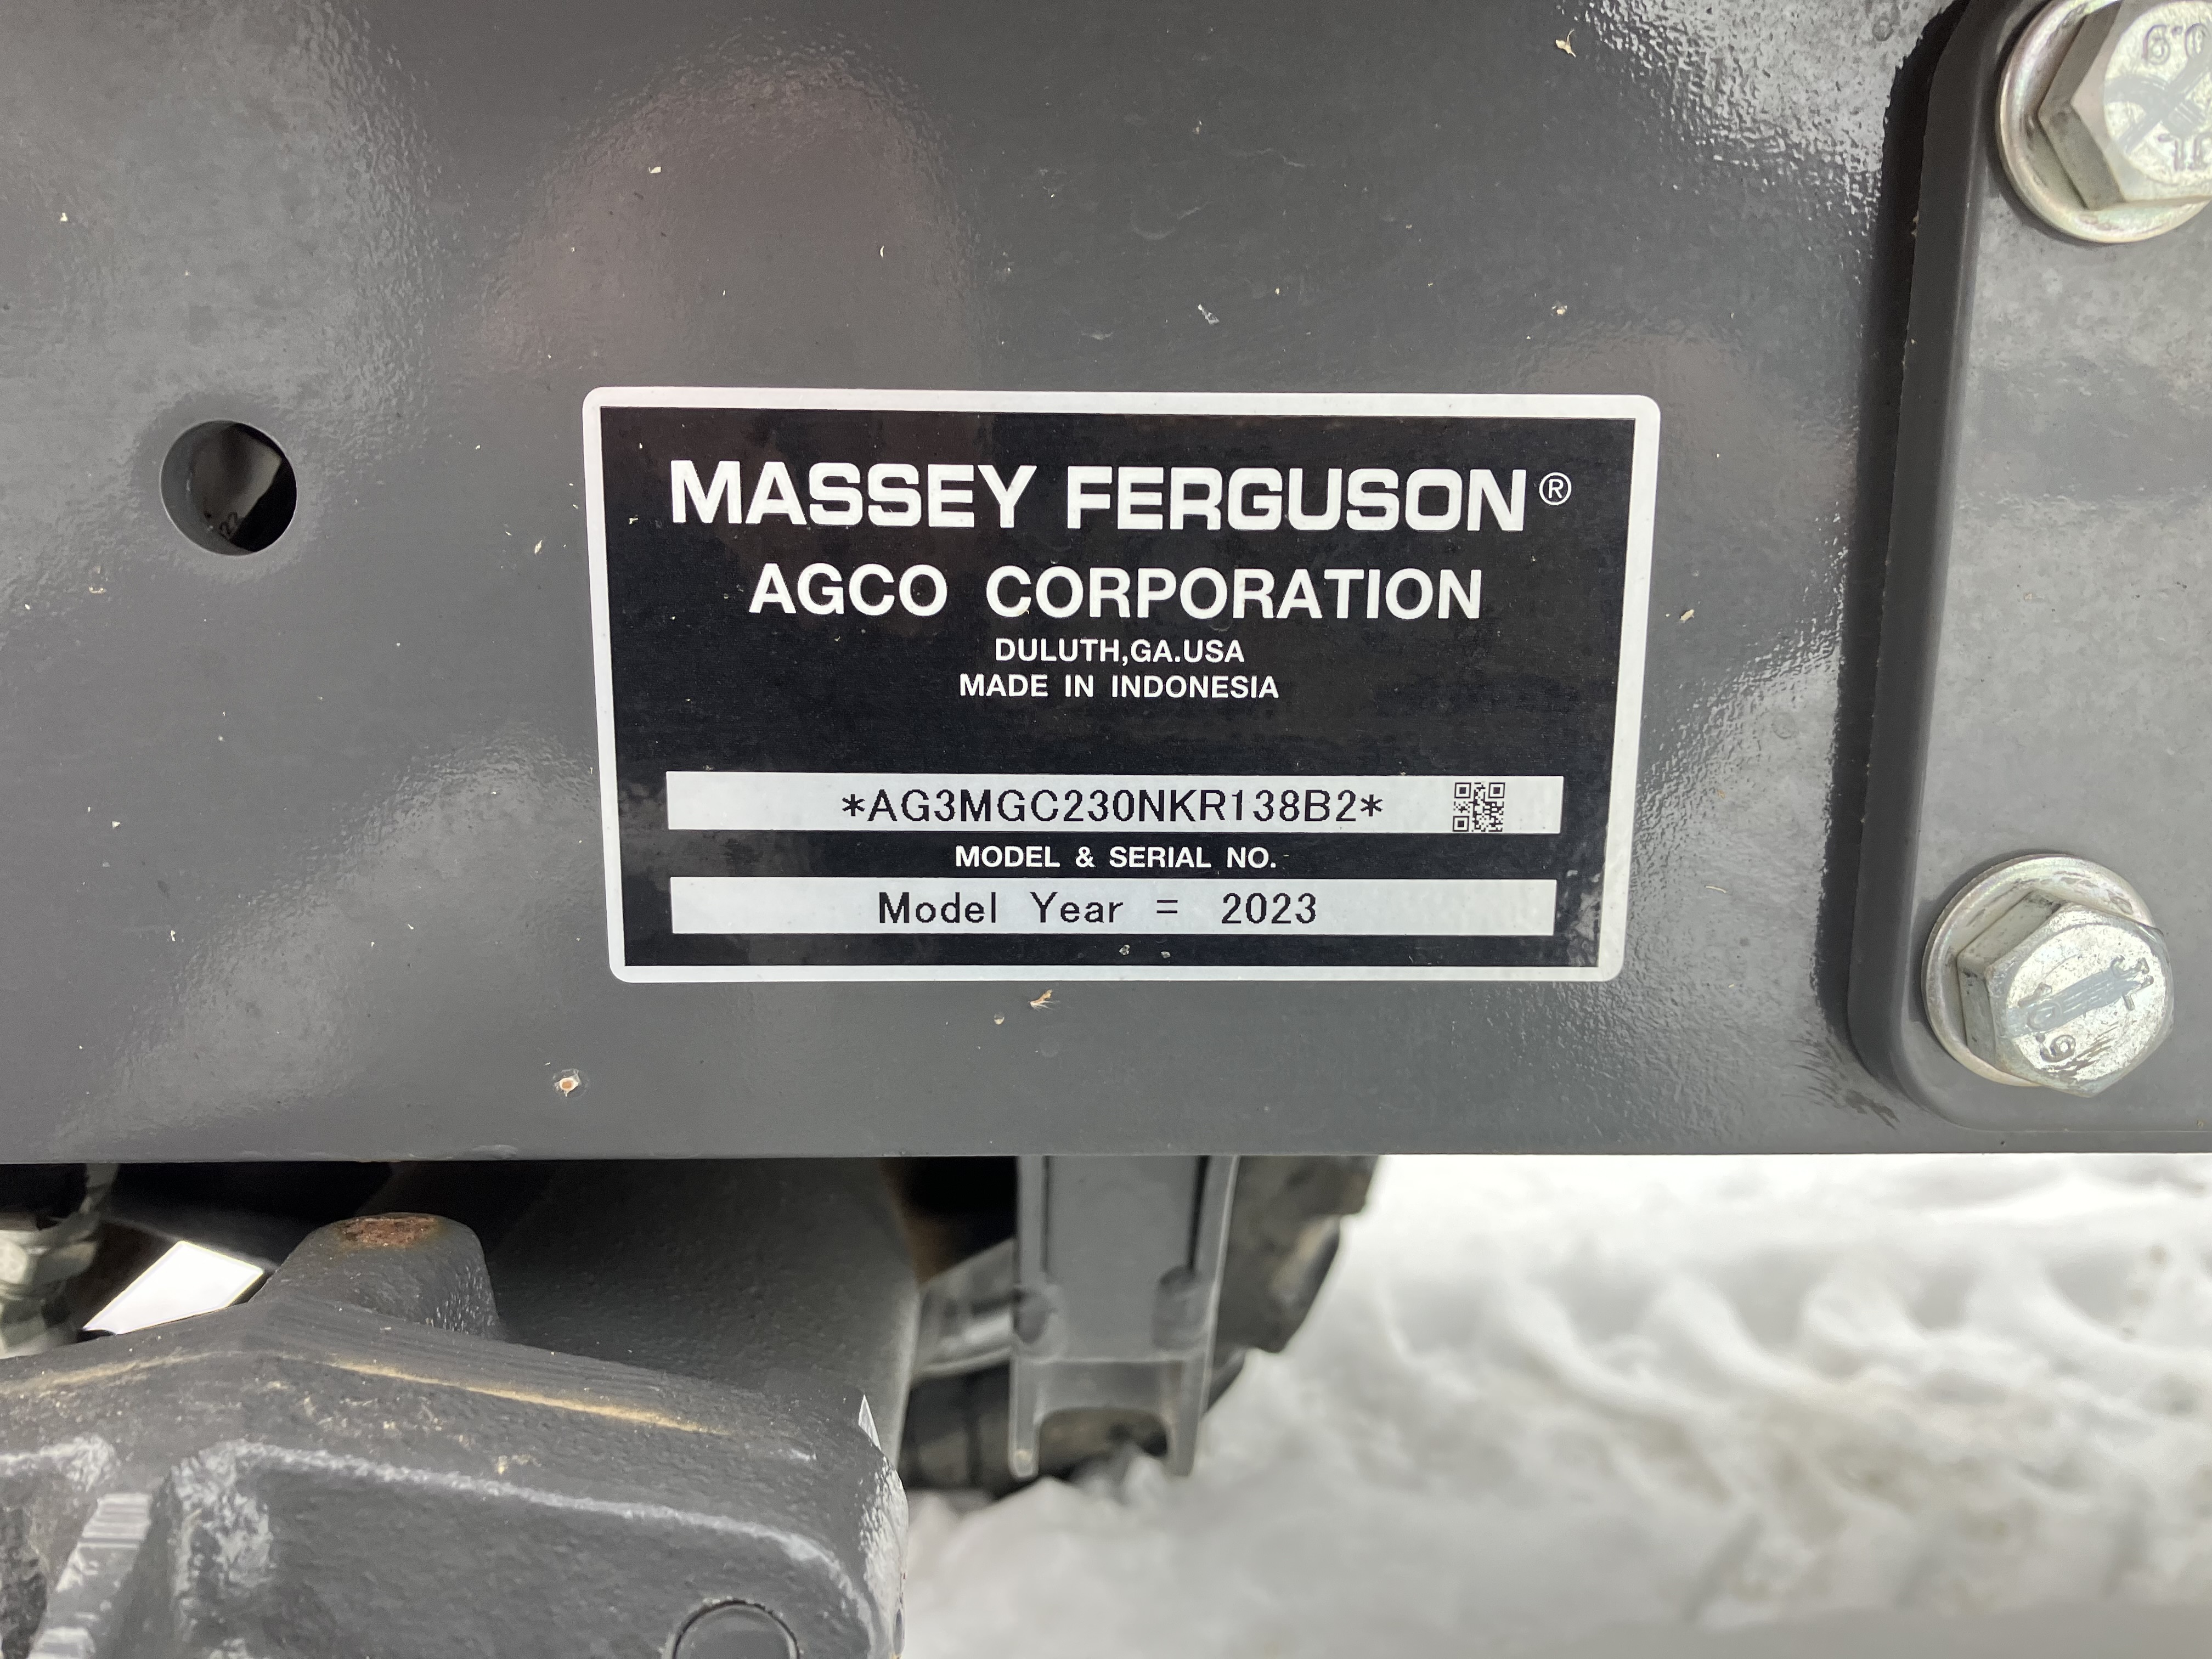 MASSEY FERGUSON®
AGCO CORPORATION
DULUTH,GA.USA
MADE IN INDONESIA
*AG3MGC230NKR138B2*
MODEL & SERIAL NO.
Model Year = 2023